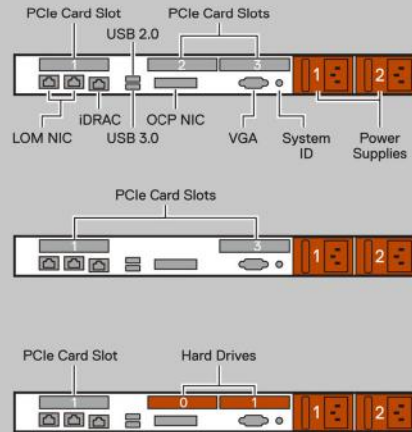 PCIe Card Slot PCIe Card Slots
USB 2.0
1 2 3 1 2
iDRAC OCP NIC
LOM NIC USB 3.0 VGA System ID Power Supplies
PCIe Card Slots
1 3 1 2
PCIe Card Slot Hard Drives
1 0 1 1 2